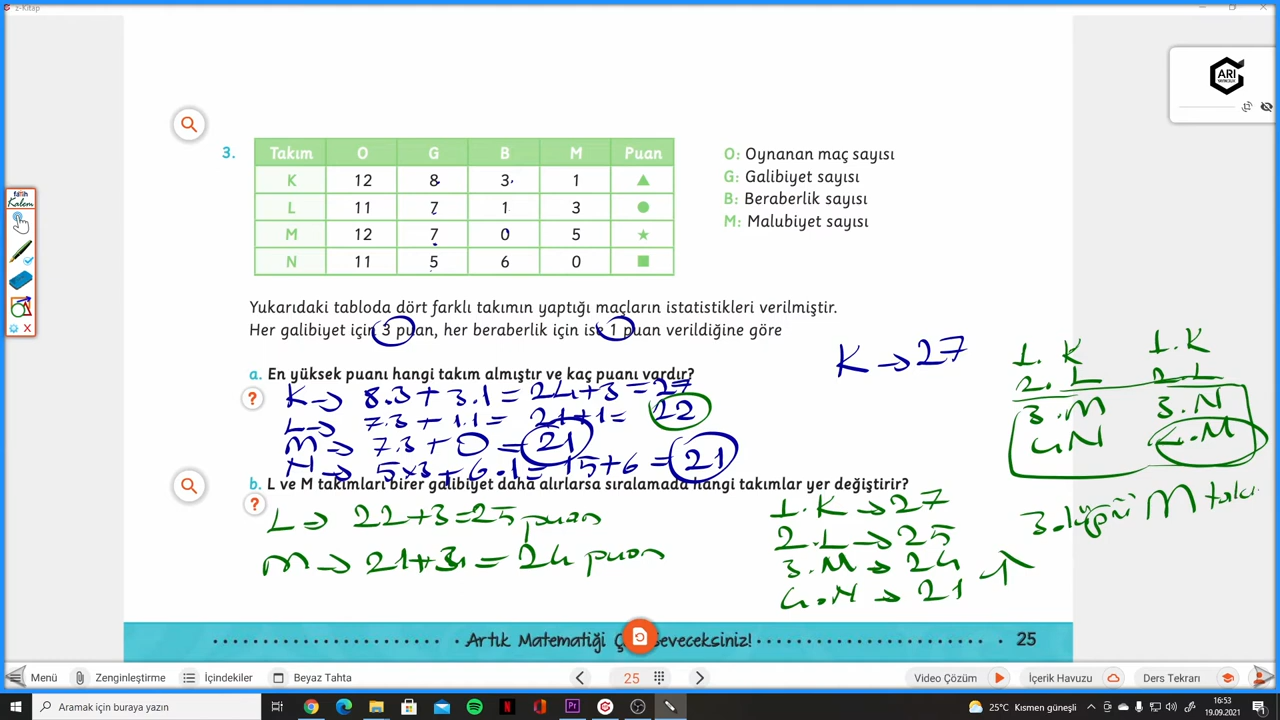 z-Kitap
ARI
YAYINCILIK
fatih
Kalem
3.
Takım O G B M Puan
K 12 8 3 1 ▲
L 11 7 1 3 ●
M 12 7 0 5 ★
N 11 5 6 0 ■
O: Oynanan maç sayısı
G: Galibiyet sayısı
B: Beraberlik sayısı
M: Malubiyet sayısı
Yukarıdaki tabloda dört farklı takımın yaptığı maçların istatistikleri verilmiştir.
Her galibiyet için 3 puan, her beraberlik için ise 1 puan verildiğine göre
K → 27
a. En yüksek puanı hangi takım almıştır ve kaç puanı vardır?
K → 8.3 + 3.1 = 24+3 = 27
L → 7.3 + 1.1 = 21+1 = 22
M → 7.3 + 0 = 21
N → 5×3 + 6.1 = 15+6 = 21
1. K
2. L
3. M
4. N
1. K
2. L
3. N
4. M
b. L ve M takımları birer galibiyet daha alırlarsa sıralamada hangi takımlar yer değiştirir?
L → 22+3=25 puan
M → 21+3 = 24 puan
1. K → 27
2. L → 25
3. M → 24
4. N → 21
M takı
Artık Matematiği Ç seveceksiniz!
25
Menü Zenginleştirme İçindekiler Beyaz Tahta 25 Video Çözüm İçerik Havuzu Ders Tekrarı
Aramak için buraya yazın
25°C Kısmen güneşli
16:53
19.09.2021